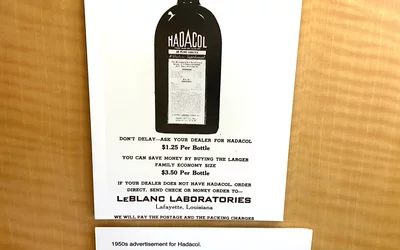 HADACOL
A Dietary Supplement
DON'T DELAY—ASK YOUR DEALER FOR HADACOL
$1.25 Per Bottle
YOU CAN SAVE MONEY BY BUYING THE LARGER
FAMILY ECONOMY SIZE
$3.50 Per Bottle
IF YOUR DEALER DOES NOT HAVE HADACOL, ORDER
DIRECT. SEND CHECK OR MONEY ORDER TO—
LEBLANC LABORATORIES
Lafayette, Louisiana
WE WILL PAY THE POSTAGE AND THE PACKING CHARGES
1950s advertisement for Hadacol.